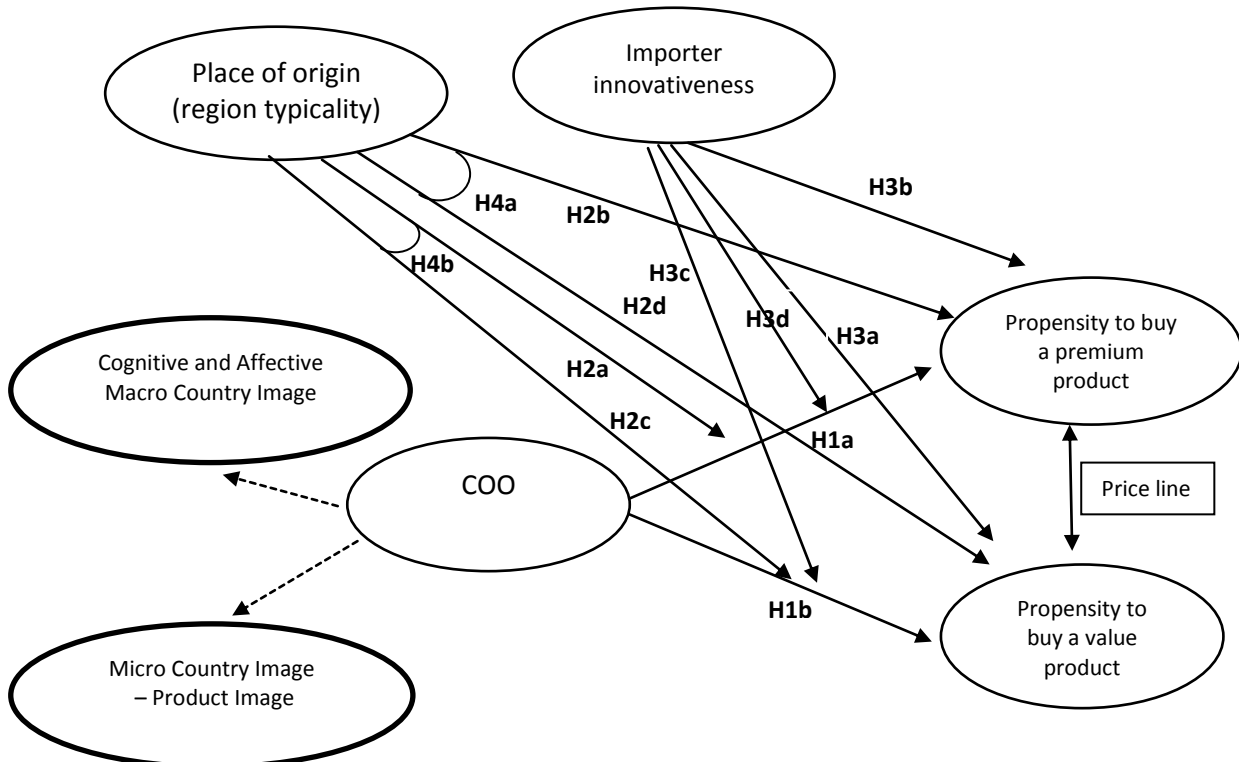 Place of origin
(region typicality)
Importer
innovativeness
H3b
H4a
H2b
H4b
H3c
H2d
H3d
H3a
Propensity to buy
a premium
product
Cognitive and Affective
Macro Country Image
H2a
H2c
H1a
COO
Price line
H1b
Propensity to
buy a value
product
Micro Country Image
– Product Image